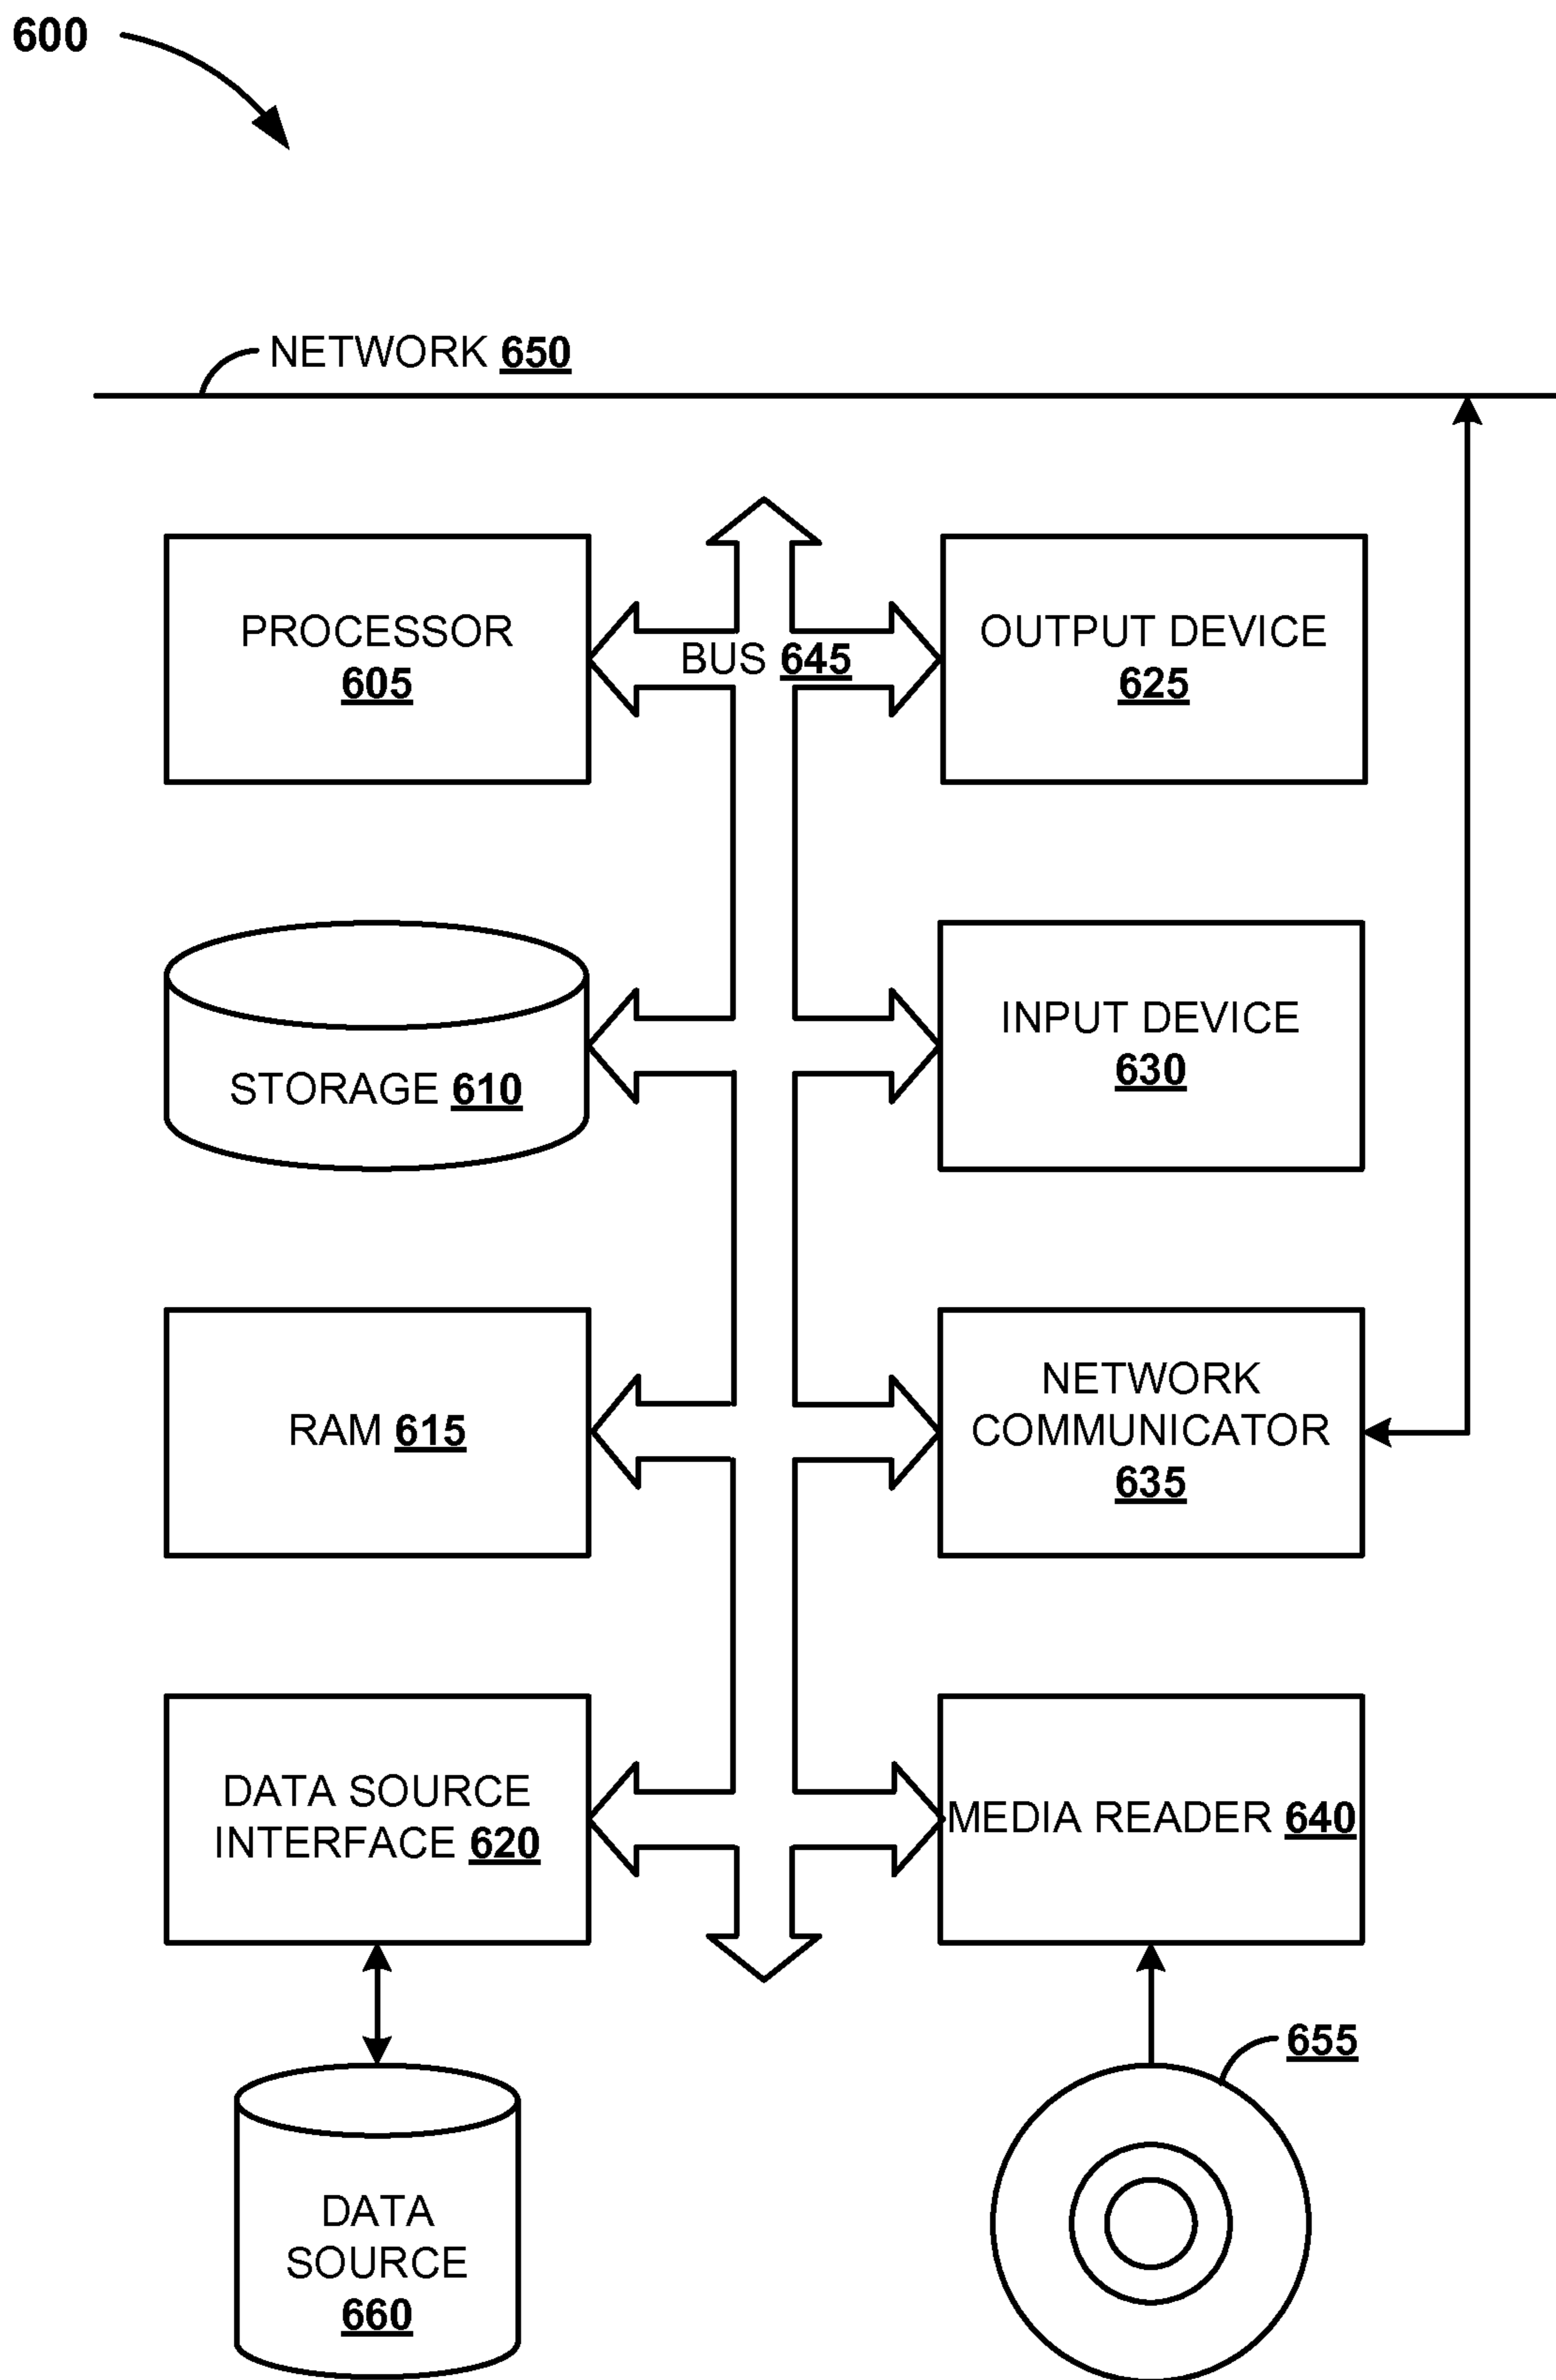 600
NETWORK 650
PROCESSOR
605
BUS 645
OUTPUT DEVICE
625
STORAGE 610
INPUT DEVICE
630
RAM 615
NETWORK
COMMUNICATOR
635
DATA SOURCE
INTERFACE 620
MEDIA READER 640
655
DATA
SOURCE
660